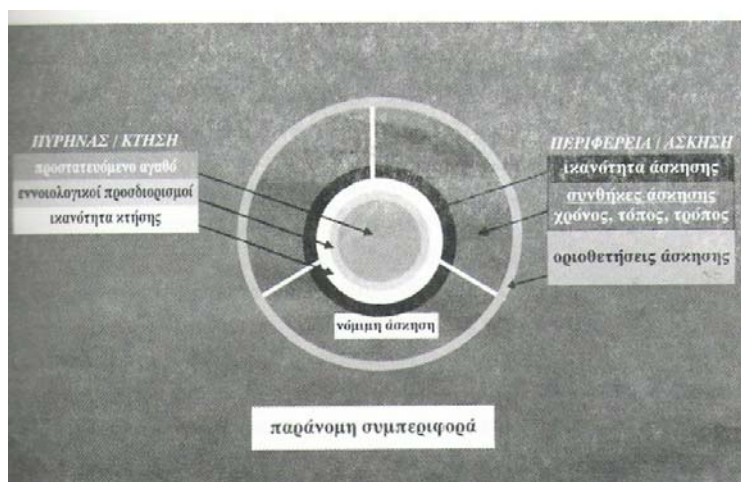 ΠΥΡΗΝΑΣ / ΚΤΗΣΗ
προστατευόμενο αγαθό
εννοιολογικοί προσδιορισμοί
ικανότητα κτήσης
ΠΕΡΙΦΕΡΕΙΑ / ΑΣΚΗΣΗ
ικανότητα άσκησης
συνθήκες άσκησης
χρόνος, τόπος, τρόπος
οριοθετήσεις άσκησης
νόμιμη άσκηση
παράνομη συμπεριφορά